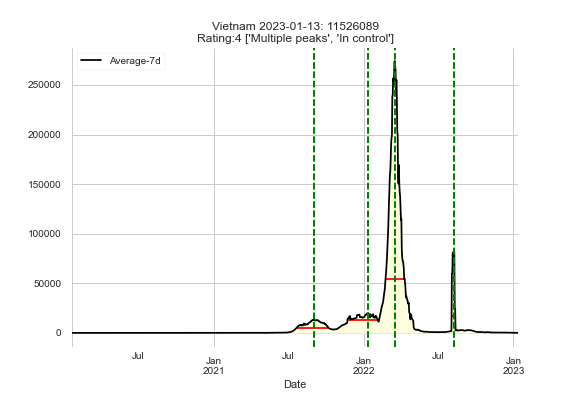 Vietnam 2023-01-13: 11526089
Rating:4 ['Multiple peaks', 'In control']
Average-7d
250000
200000
150000
100000
50000
0
Jul
Jan
2021
Jul
Jan
2022
Jul
Jan
2023
Date